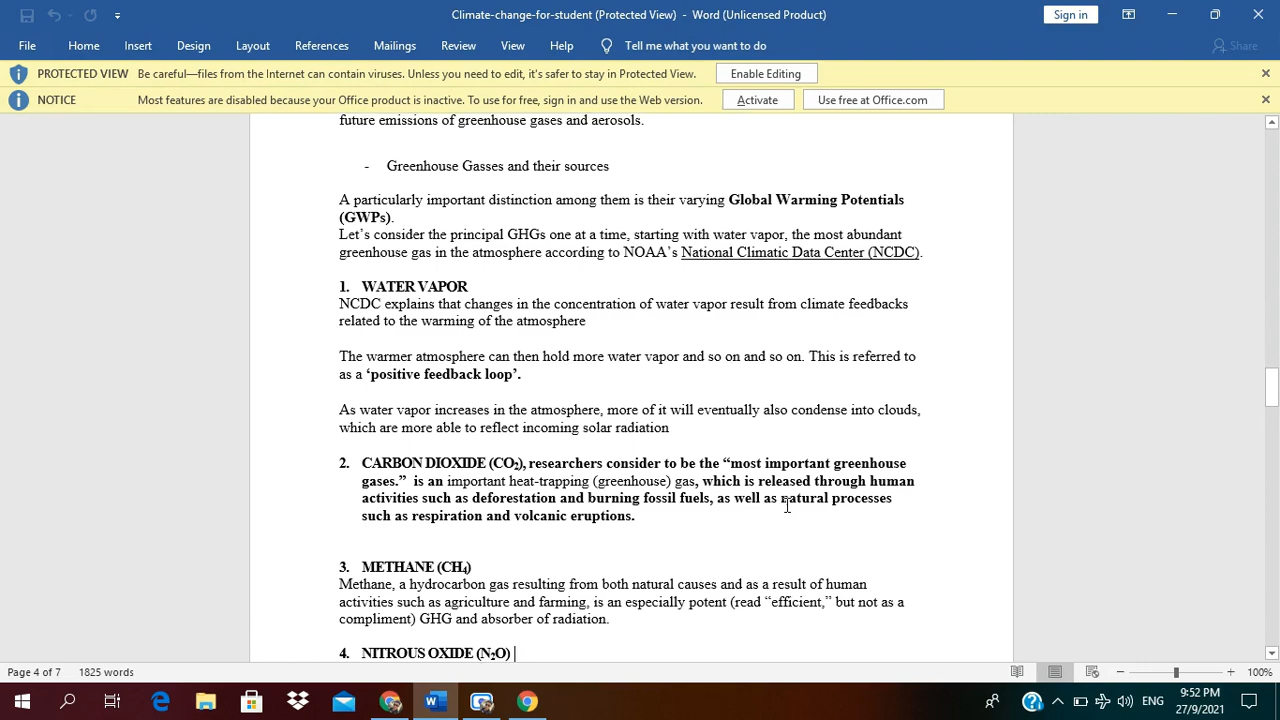 Climate-change-for-student (Protected View) - Word (Unlicensed Product)
Sign in
File Home Insert Design Layout References Mailings Review View Help Tell me what you want to do Share
PROTECTED VIEW Be careful—files from the Internet can contain viruses. Unless you need to edit, it's safer to stay in Protected View. Enable Editing
NOTICE Most features are disabled because your Office product is inactive. To use for free, sign in and use the Web version. Activate Use free at Office.com
future emissions of greenhouse gases and aerosols.
- Greenhouse Gasses and their sources
A particularly important distinction among them is their varying Global Warming Potentials
(GWPs).
Let’s consider the principal GHGs one at a time, starting with water vapor, the most abundant
greenhouse gas in the atmosphere according to NOAA’s National Climatic Data Center (NCDC).
1. WATER VAPOR
NCDC explains that changes in the concentration of water vapor result from climate feedbacks
related to the warming of the atmosphere
The warmer atmosphere can then hold more water vapor and so on and so on. This is referred to
as a ‘positive feedback loop’.
As water vapor increases in the atmosphere, more of it will eventually also condense into clouds,
which are more able to reflect incoming solar radiation
2. CARBON DIOXIDE (CO₂), researchers consider to be the “most important greenhouse
gases.” is an important heat-trapping (greenhouse) gas, which is released through human
activities such as deforestation and burning fossil fuels, as well as natural processes
such as respiration and volcanic eruptions.
3. METHANE (CH₄)
Methane, a hydrocarbon gas resulting from both natural causes and as a result of human
activities such as agriculture and farming, is an especially potent (read “efficient,” but not as a
compliment) GHG and absorber of radiation.
4. NITROUS OXIDE (N₂O)
Page 4 of 7 1825 words 100%
ENG 9:52 PM
27/9/2021